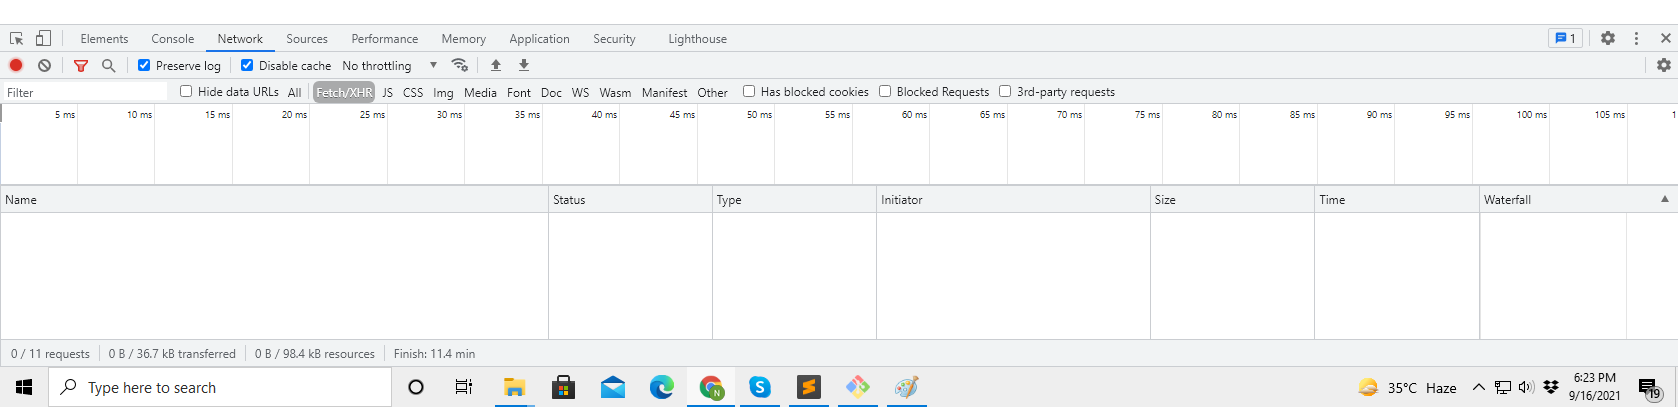 Elements Console Network Sources Performance Memory Application Security Lighthouse 1
Preserve log Disable cache No throttling
Filter Hide data URLs All Fetch/XHR JS CSS Img Media Font Doc WS Wasm Manifest Other Has blocked cookies Blocked Requests 3rd-party requests
5 ms 10 ms 15 ms 20 ms 25 ms 30 ms 35 ms 40 ms 45 ms 50 ms 55 ms 60 ms 65 ms 70 ms 75 ms 80 ms 85 ms 90 ms 95 ms 100 ms 105 ms 1
Name Status Type Initiator Size Time Waterfall
0 / 11 requests 0 B / 36.7 kB transferred 0 B / 98.4 kB resources Finish: 11.4 min
Type here to search N S 35°C Haze 6:23 PM 19
9/16/2021